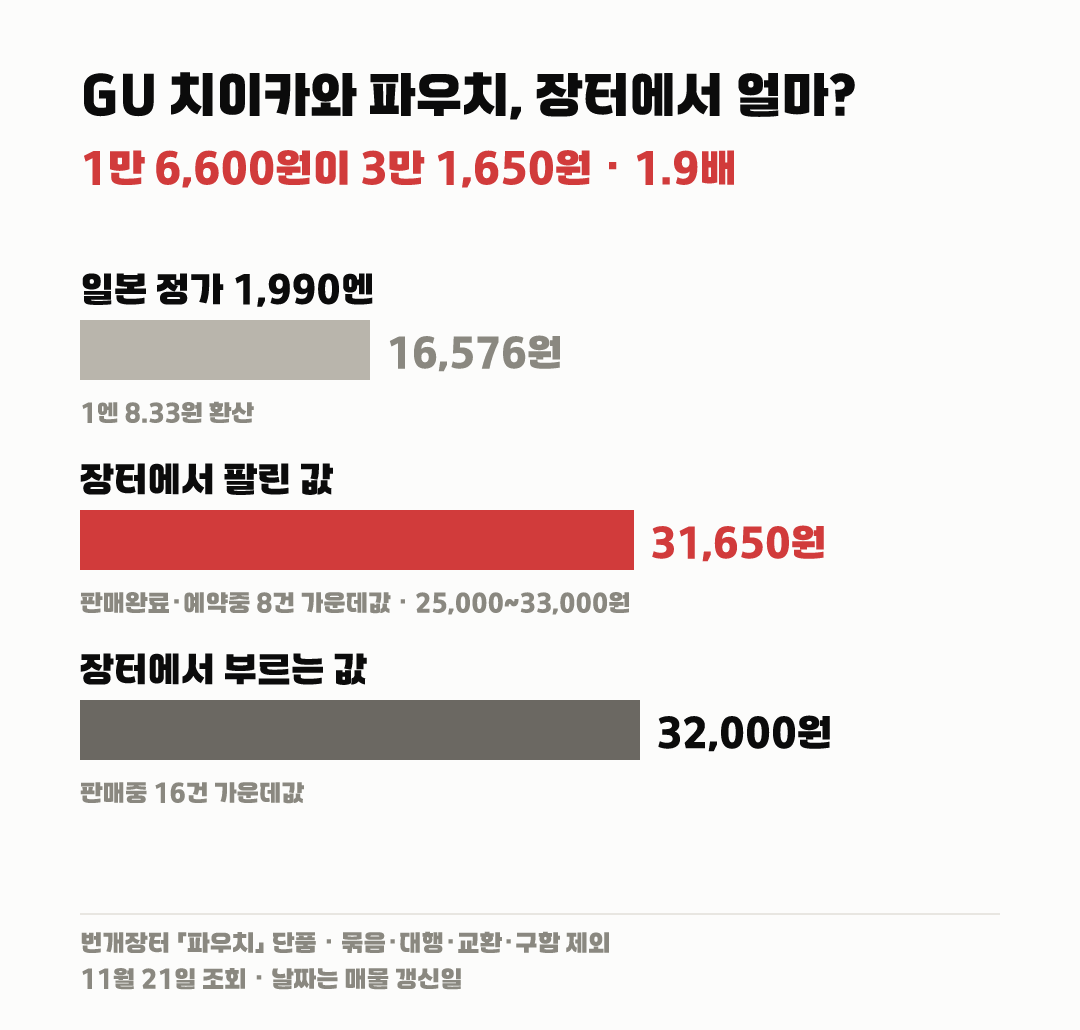 GU 치이카와 파우치, 장터에서 얼마?
1만 6,600원이 3만 1,650원 · 1.9배
일본 정가 1,990엔
16,576원
1엔 8.33원 환산
장터에서 팔린 값
31,650원
판매완료·예약중 8건 가운데값 · 25,000~33,000원
장터에서 부르는 값
32,000원
판매중 16건 가운데값
번개장터 「파우치」 단품 · 묶음·대행·교환·구함 제외
11월 21일 조회 · 날짜는 매물 갱신일